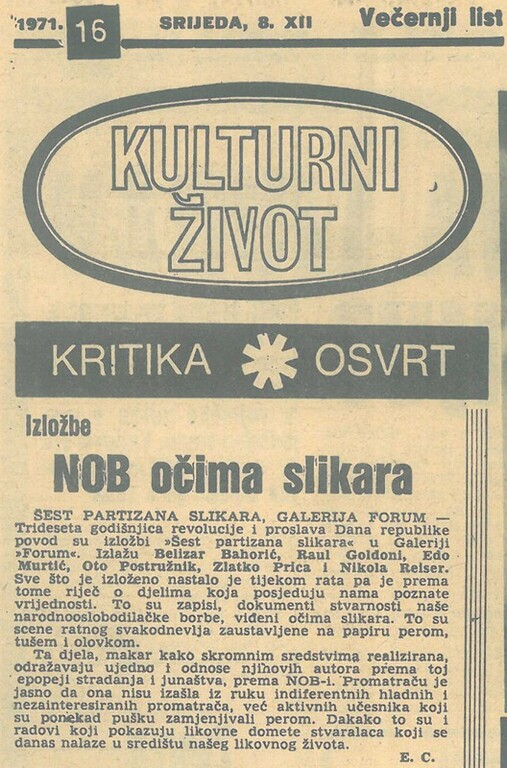 1971. 16 SRIJEDA, 8. XII Večernji list
KULTURNI
ŽIVOT
KRITIKA * OSVRT
Izložbe
NOB očima slikara
ŠEST PARTIZANA SLIKARA, GALERIJA FORUM —
Trideseta godišnjica revolucije i proslava Dana republike
povod su izložbi »Šest partizana slikara« u Galeriji
»Forum«. Izlažu Belizar Bahorić, Raul Goldoni, Edo
Murtić, Oto Postružnik, Zlatko Prica i Nikola Reiser.
Sve što je izloženo nastalo je tijekom rata pa je prema
tome riječ o djelima koja posjeduju nama poznate
vrijednosti. To su zapisi, dokumenti stvarnosti naše
narodnooslobodilačke borbe, viđeni očima slikara. To su
scene ratnog svakodnevlja zaustavljene na papiru perom,
tušem i olovkom.
Ta djela, makar kako skromnim sredstvima realizirana,
odražavaju ujedno i odnose njihovih autora prema toj
epopeji stradanja i junaštva, prema NOB-i. Promatraču je
jasno da ona nisu izašla iz ruku indiferentnih hladnih i
nezainteresiranih promatrača, već aktivnih učesnika koji
su ponekad pušku zamjenjivali perom. Dakako to su i
radovi koji pokazuju likovne domete stvaralaca koji se
danas nalaze u središtu našeg likovnog života.
E. C.